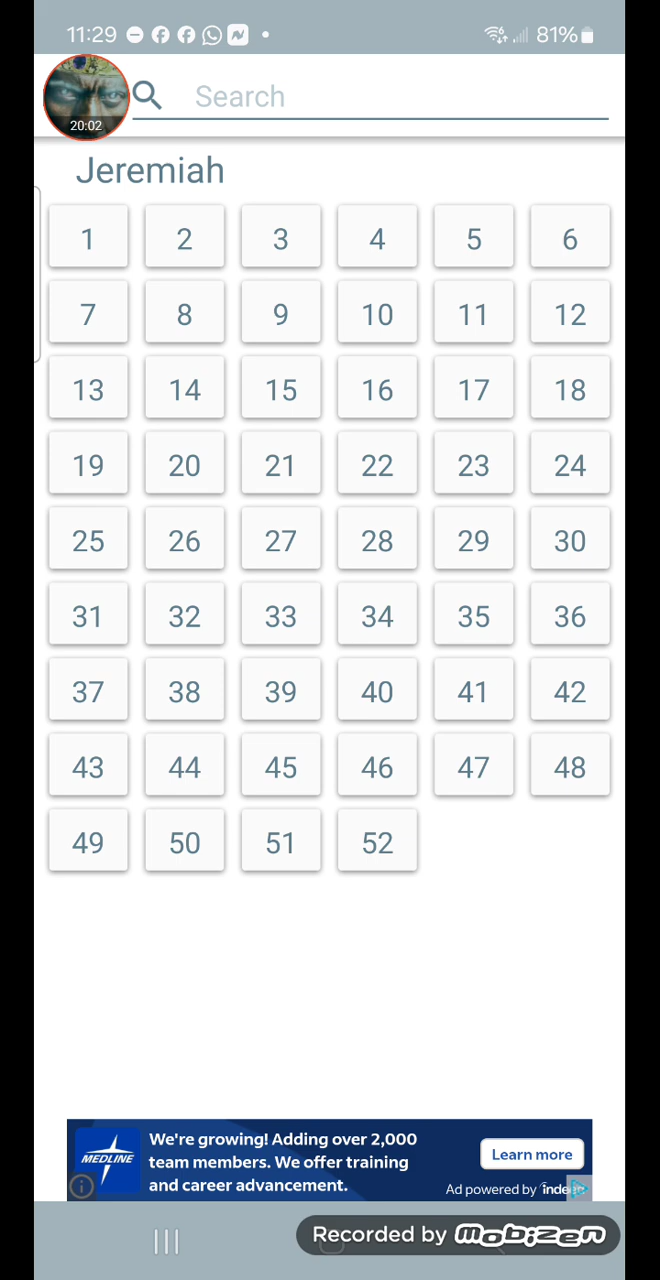 11:29 81%
Search
20:02
Jeremiah
1 2 3 4 5 6
7 8 9 10 11 12
13 14 15 16 17 18
19 20 21 22 23 24
25 26 27 28 29 30
31 32 33 34 35 36
37 38 39 40 41 42
43 44 45 46 47 48
49 50 51 52
We're growing! Adding over 2,000
team members. We offer training
and career advancement.
MEDLINE
Learn more
Ad powered by
Recorded by mobizen